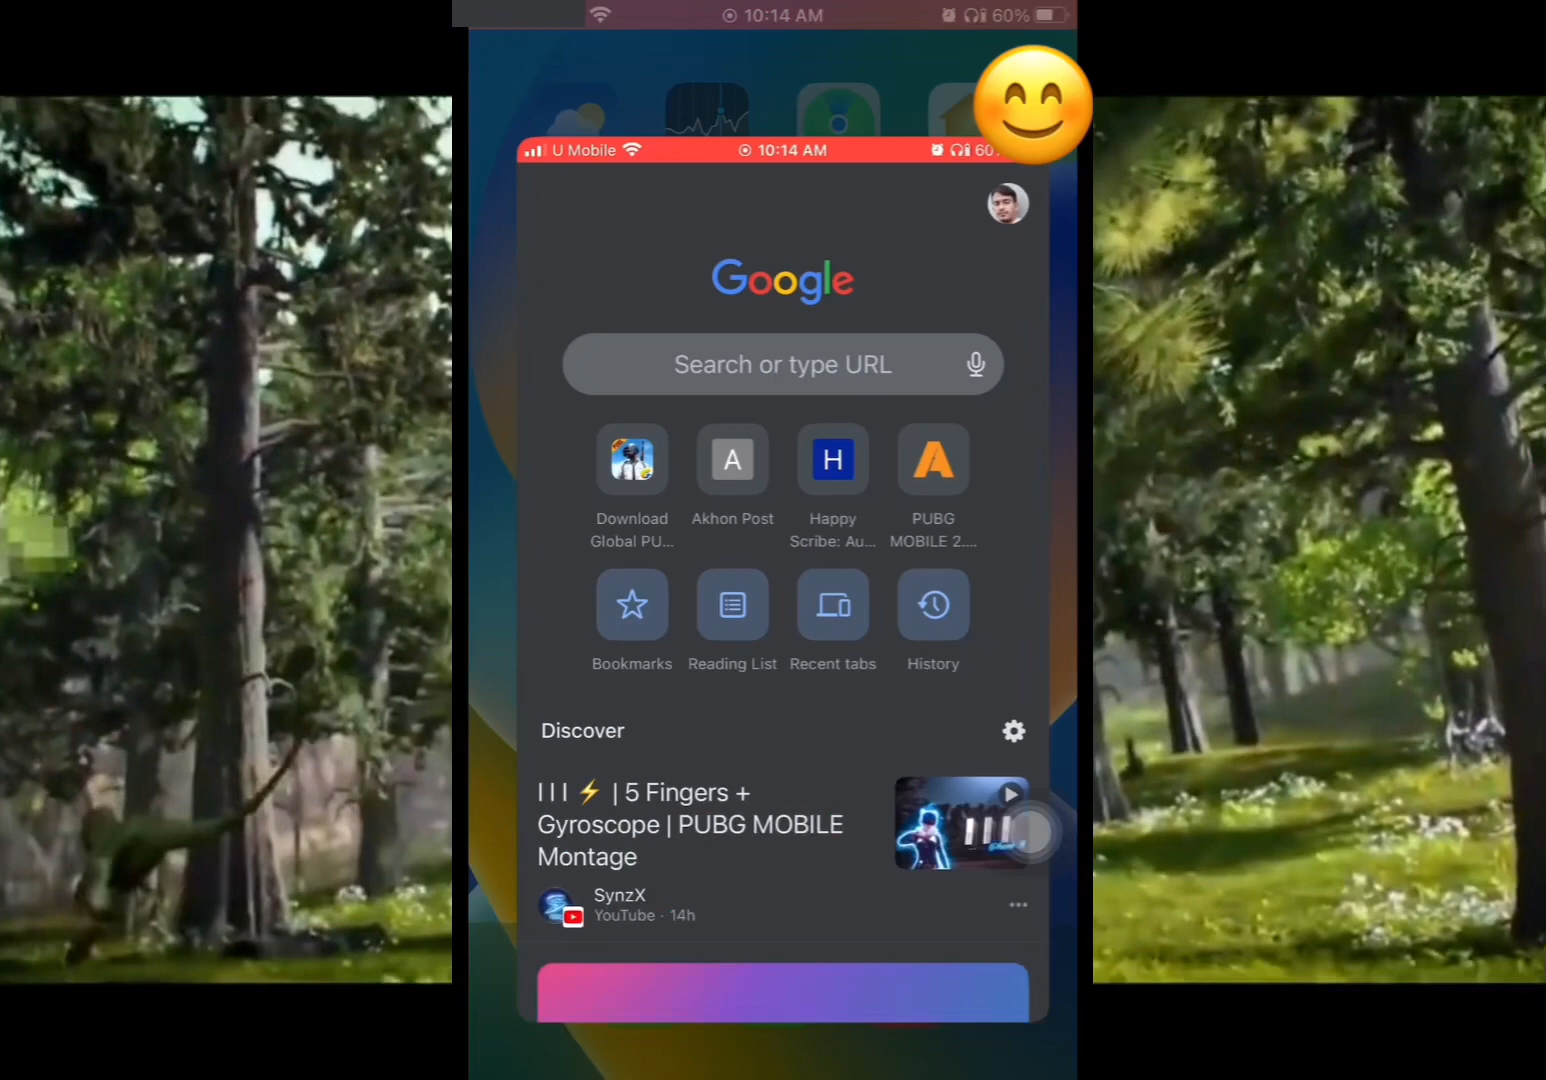 10:14 AM
60%
U Mobile
10:14 AM
60
Google
Search or type URL
A
H
Download
Global PU...
Akhon Post
Happy
Scribe: Au...
PUBG
MOBILE 2....
Bookmarks
Reading List
Recent tabs
History
Discover
| | | ⚡ | 5 Fingers +
Gyroscope | PUBG MOBILE
Montage
SynzX
YouTube · 14h